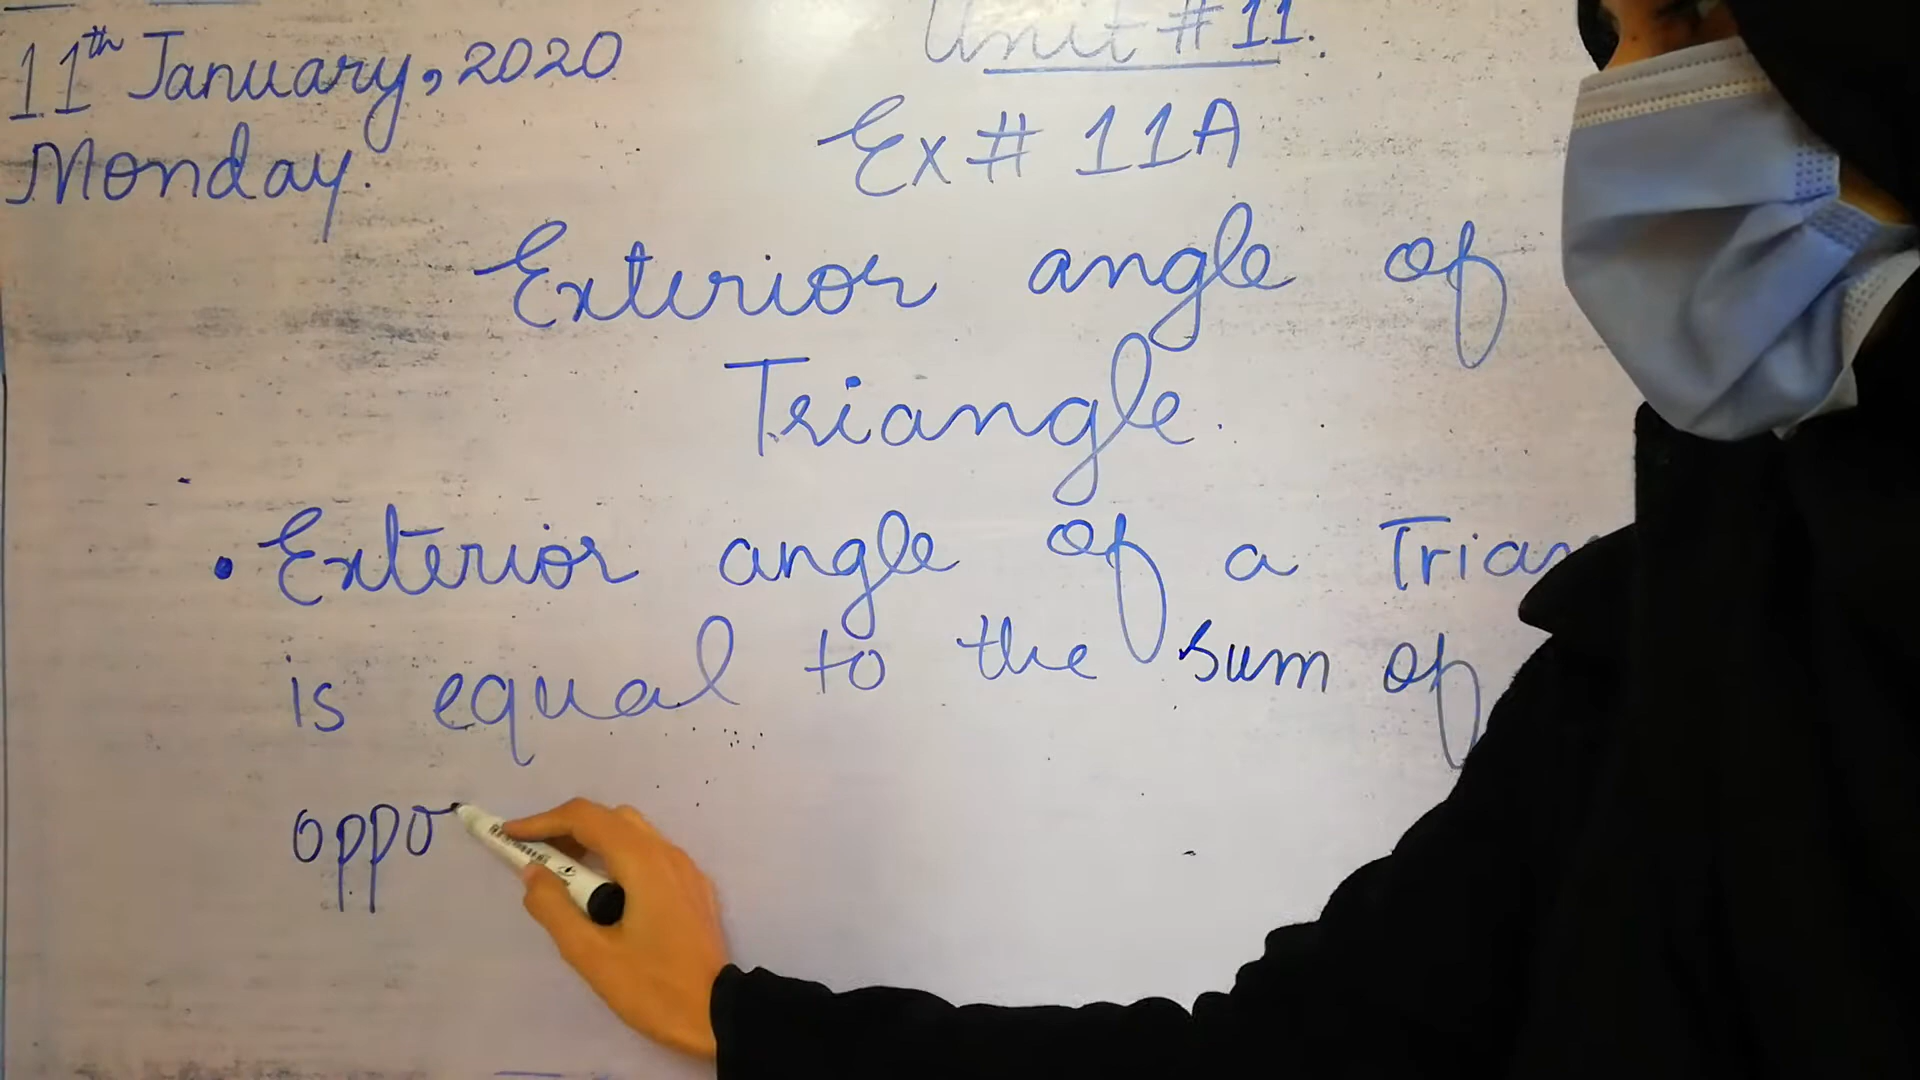 11th January, 2020
Monday.
Unit # 11.
Ex # 11A
Exterior angle of
Triangle.
• Exterior angle of a Trian
is equal to the sum of
oppo